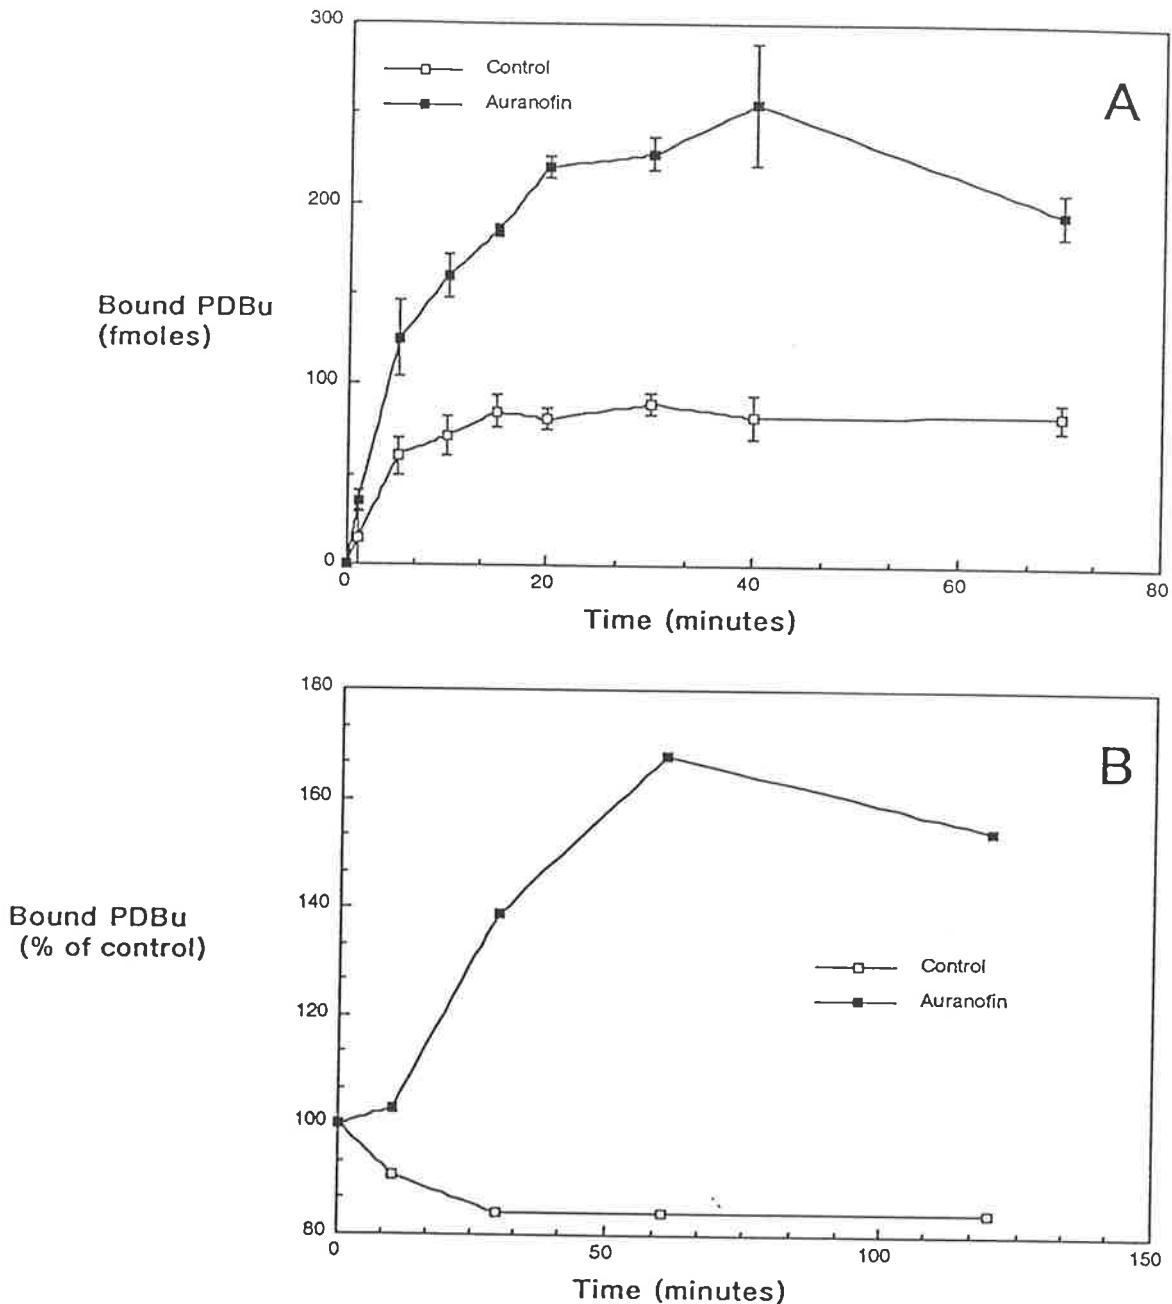 300
Control
Auranofin
A
200
Bound PDBu
(fmoles)
100
0
0 20 40 60 80
Time (minutes)
180
B
160
140
Bound PDBu
(% of control)
Control
Auranofin
120
100
80
0 50 100 150
Time (minutes)